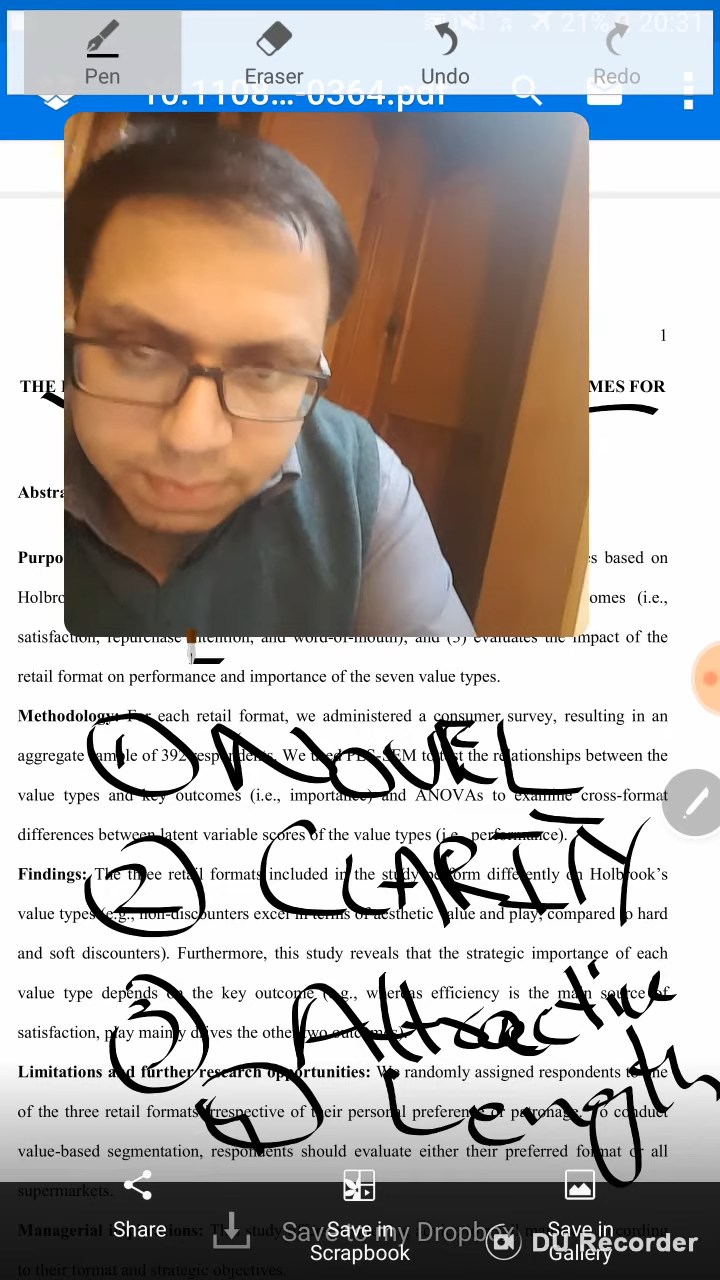 21% 20:31
Pen Eraser Undo Redo
10.1108...-0364.pdf
1
THE MES FOR
Abstra
Purpo s based on
Holbro omes (i.e.,
satisfaction, repurchase intention, and word-of-mouth), and (3) evaluates the impact of the
retail format on performance and importance of the seven value types.
Methodology: For each retail format, we administered a consumer survey, resulting in an
aggregate sample of 392 respondents. We used PLS-SEM to test the relationships between the
value types and key outcomes (i.e., importance) and ANOVAs to examine cross-format
differences between latent variable scores of the value types (i.e., performance).
Findings: The three retail formats included in the study perform differently on Holbrook's
value types (e.g., non-discounters excel in terms of aesthetic value and play, compared to hard
and soft discounters). Furthermore, this study reveals that the strategic importance of each
value type depends on the key outcome (e.g., whereas efficiency is the main source of
satisfaction, play mainly drives the other two outcomes).
Limitations and further research opportunities: We randomly assigned respondents to one
of the three retail formats, irrespective of their personal preference or patronage. To conduct
value-based segmentation, respondents should evaluate either their preferred format or all
supermarkets.
Managerial implications: The study
to their format and strategic objectives.
① NOVEL
② CLARITY
③ Attractive
④ Length
Share Save in Scrapbook Save in Gallery
Save to my Dropbox
DU Recorder